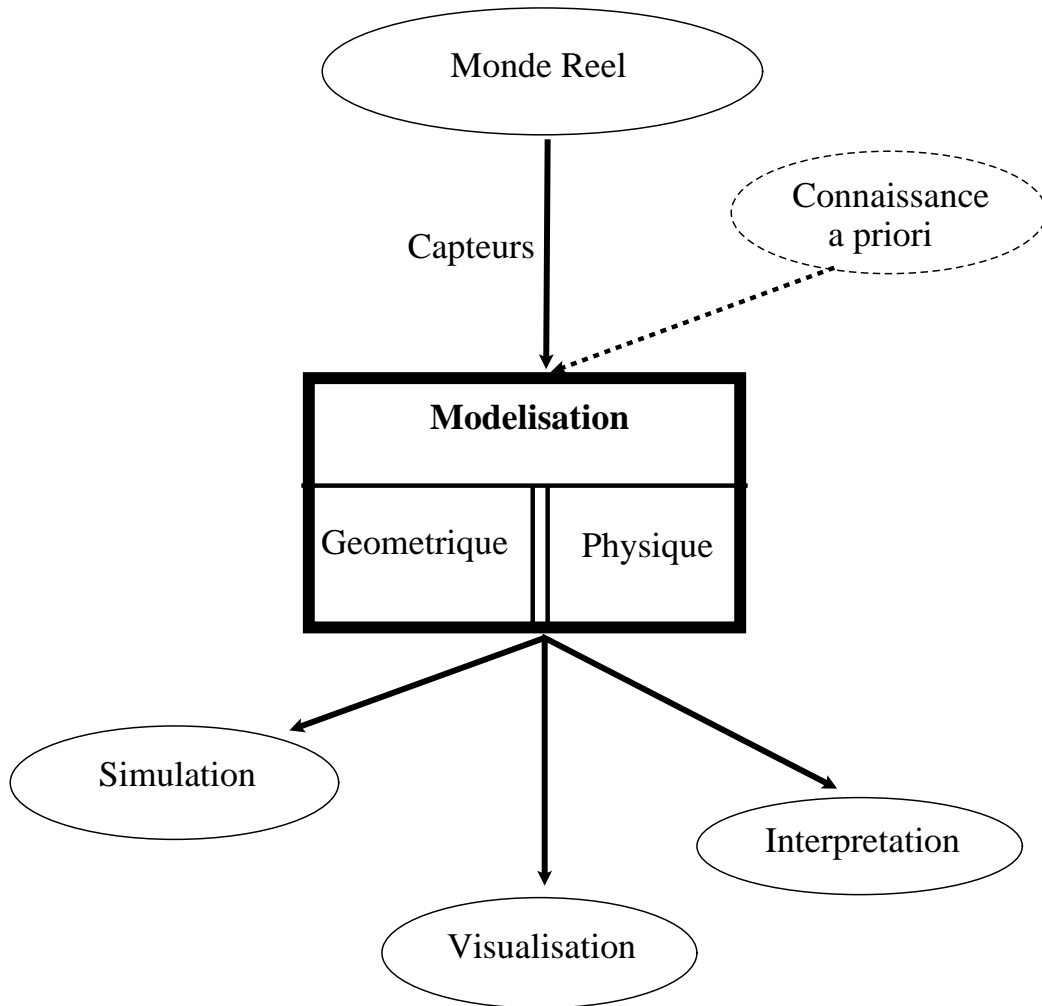 Monde Reel
Connaissance
a priori
Capteurs
Modelisation
Geometrique
Physique
Simulation
Interpretation
Visualisation